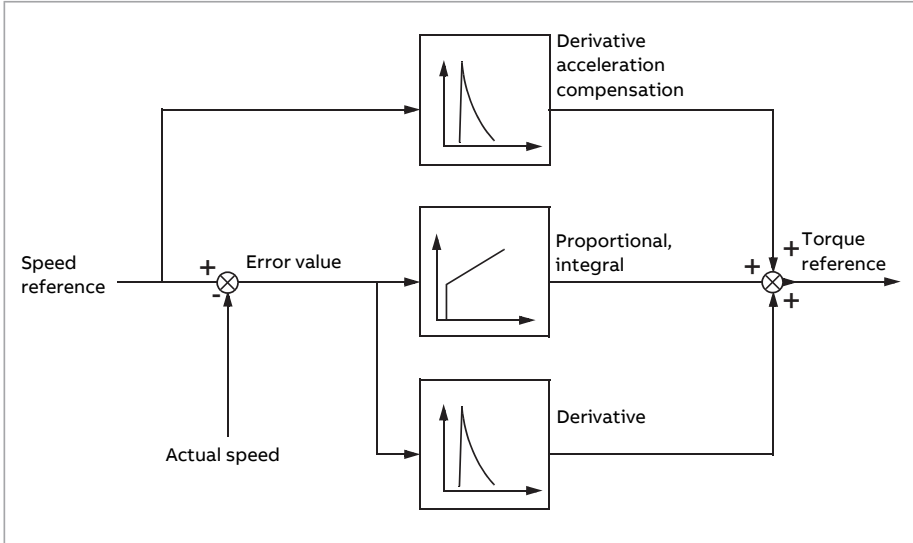 Derivative
acceleration
compensation
Speed
reference
+
-
Error value
Proportional,
integral
+
+
Torque
reference
+
Actual speed
Derivative